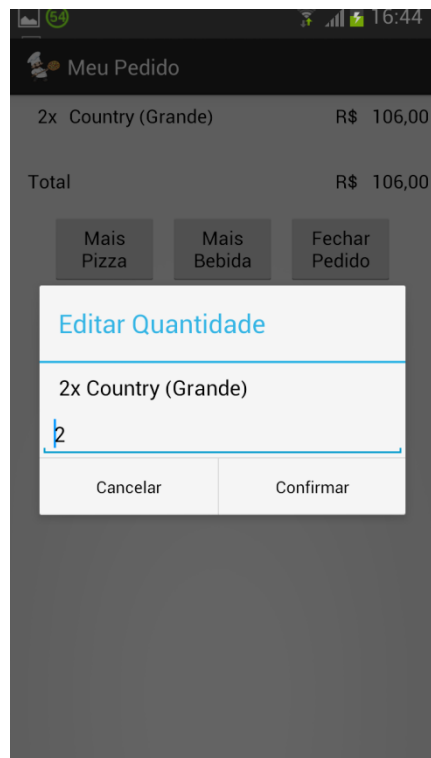 54 16:44
Meu Pedido
2x Country (Grande) R$ 106,00
Total R$ 106,00
Mais Pizza
Mais Bebida
Fechar Pedido
Editar Quantidade
2x Country (Grande)
2
Cancelar Confirmar